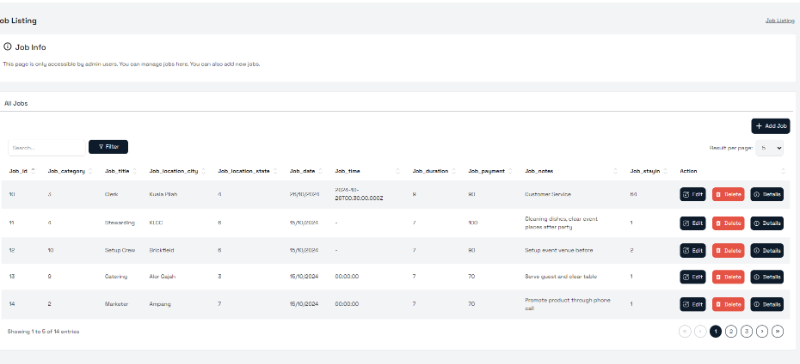 ob Listing
Job Listing
Job Info
This page is only accessible by admin users. You can manage jobs here. You can also add new jobs.
All Jobs
+ Add Job
Search...
Filter
Result per page: 5
Job_id Job_category Job_title Job_location_city Job_location_state Job_date Job_time Job_duration Job_payment Job_notes Job_stayin Action
10 Clerk Kuala Pilah 4 26/10/2024 2024-10-26T00:30:00.000Z 90 Customer Service Edit Delete Details
11 4 Stewarding KLCC 6 15/10/2024 - 7 100 Cleaning dishes, clear event places after party 1 Edit Delete Details
12 10 Setup Crew Brickfield 6 15/10/2024 - 7 90 Setup event venue before 2 Edit Delete Details
13 Catering Alor Gajah 3 15/10/2024 00:00:00 7 70 Serve guest and clear table 1 Edit Delete Details
14 2 Marketer Ampang 7 15/10/2024 00:00:00 7 70 Promote product through phone call 1 Edit Delete Details
Showing 1 to 5 of 14 entries
« ‹ 1 2 3 › »